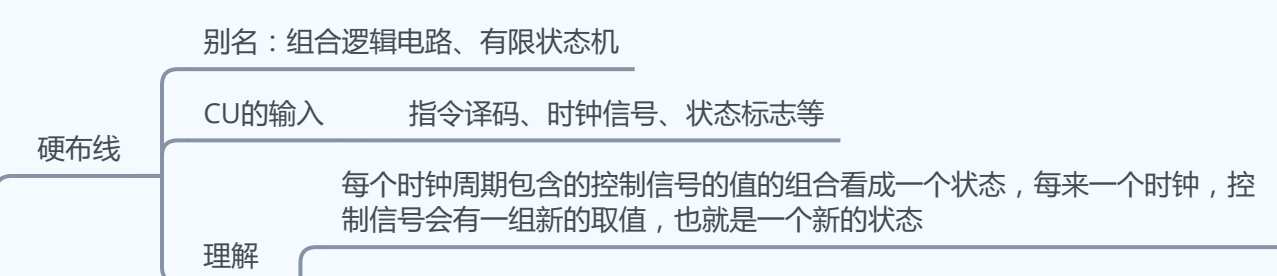 别名：组合逻辑电路、有限状态机
CU的输入 指令译码、时钟信号、状态标志等
硬布线
每个时钟周期包含的控制信号的值的组合看成一个状态，每来一个时钟，控
制信号会有一组新的取值，也就是一个新的状态
理解